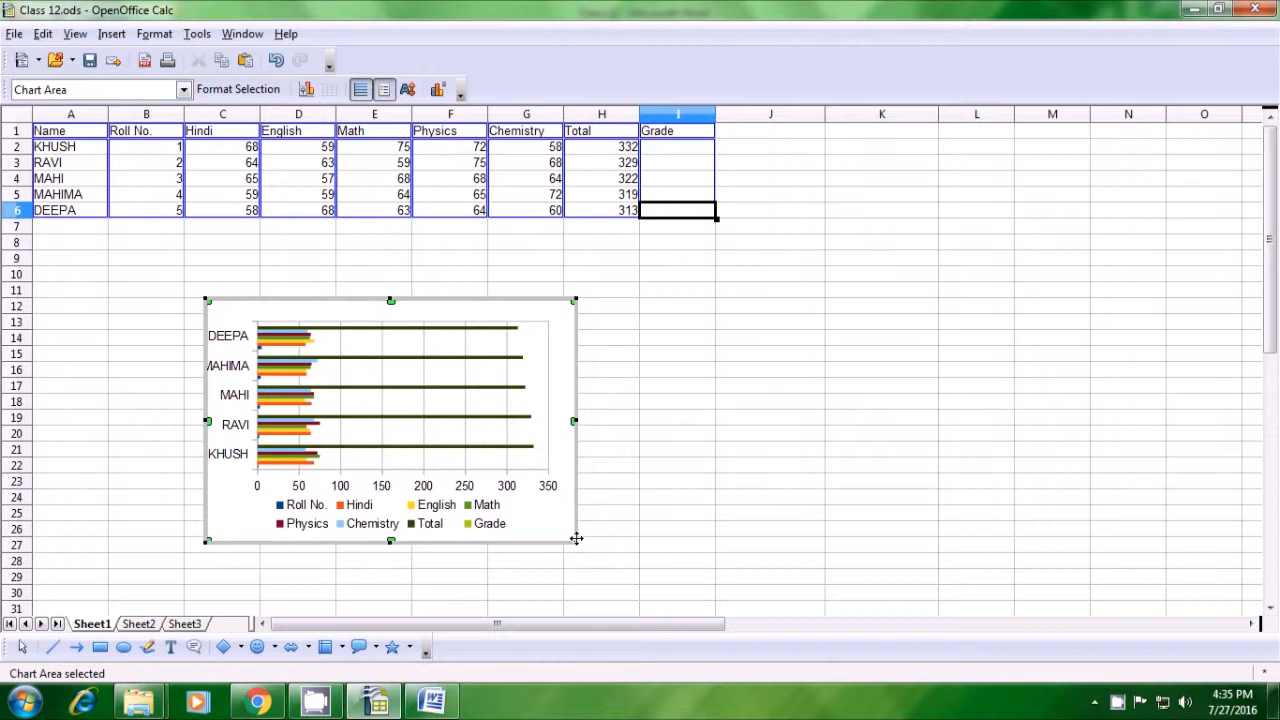 Class 12.ods - OpenOffice Calc
File Edit View Insert Format Tools Window Help
Chart Area Format Selection
A B C D E F G H I J K L M N O
1 Name Roll No. Hindi English Math Physics Chemistry Total Grade
2 KHUSH 1 68 59 75 72 58 332
3 RAVI 2 64 63 59 75 68 329
4 MAHI 3 65 57 68 68 64 322
5 MAHIMA 4 59 59 64 65 72 319
6 DEEPA 5 58 68 63 64 60 313
7
8
9
10
11
12
13
14
15
16
17
18
19
20
21
22
23
24
25
26
27
28
29
30
31
DEEPA
MAHIMA
MAHI
RAVI
KHUSH
0 50 100 150 200 250 300 350
Roll No. Hindi English Math
Physics Chemistry Total Grade
Sheet1 Sheet2 Sheet3
Chart Area selected
4:35 PM
7/27/2016